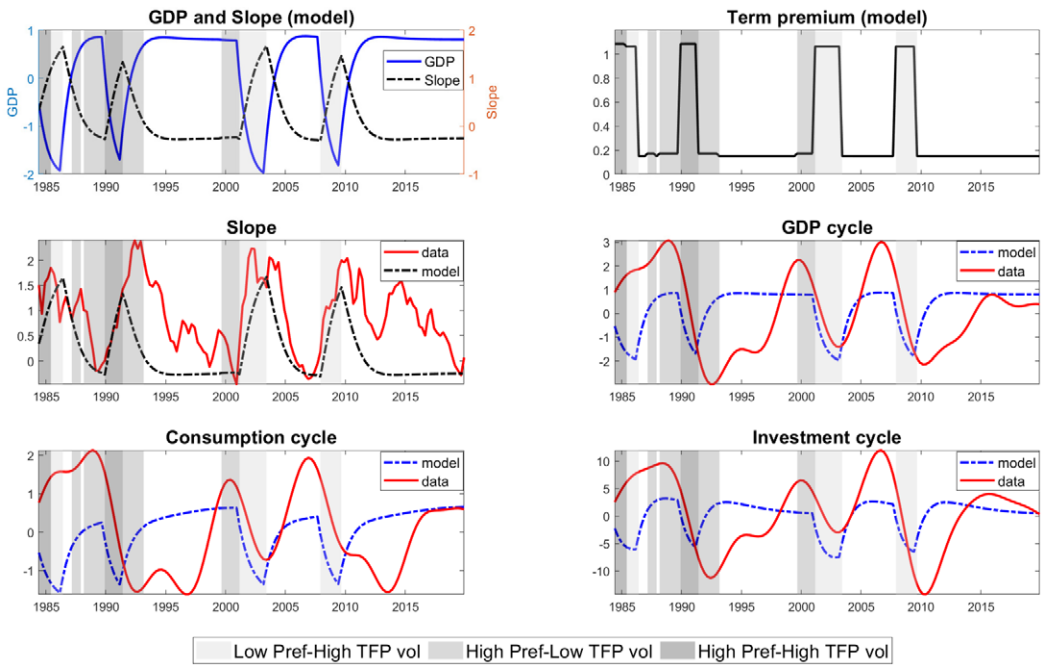 GDP and Slope (model)
1
0
-1
-2
GDP
2
1
0
-1
Slope
GDP
Slope
1985 1990 1995 2000 2005 2010 2015
Term premium (model)
1
0.8
0.6
0.4
0.2
0
1985 1990 1995 2000 2005 2010 2015
Slope
2
1.5
1
0.5
0
data
model
1985 1990 1995 2000 2005 2010 2015
GDP cycle
3
2
1
0
-1
-2
-3
model
data
1985 1990 1995 2000 2005 2010 2015
Consumption cycle
2
1
0
-1
model
data
1985 1990 1995 2000 2005 2010 2015
Investment cycle
10
5
0
-5
-10
model
data
1985 1990 1995 2000 2005 2010 2015
Low Pref-High TFP vol High Pref-Low TFP vol High Pref-High TFP vol